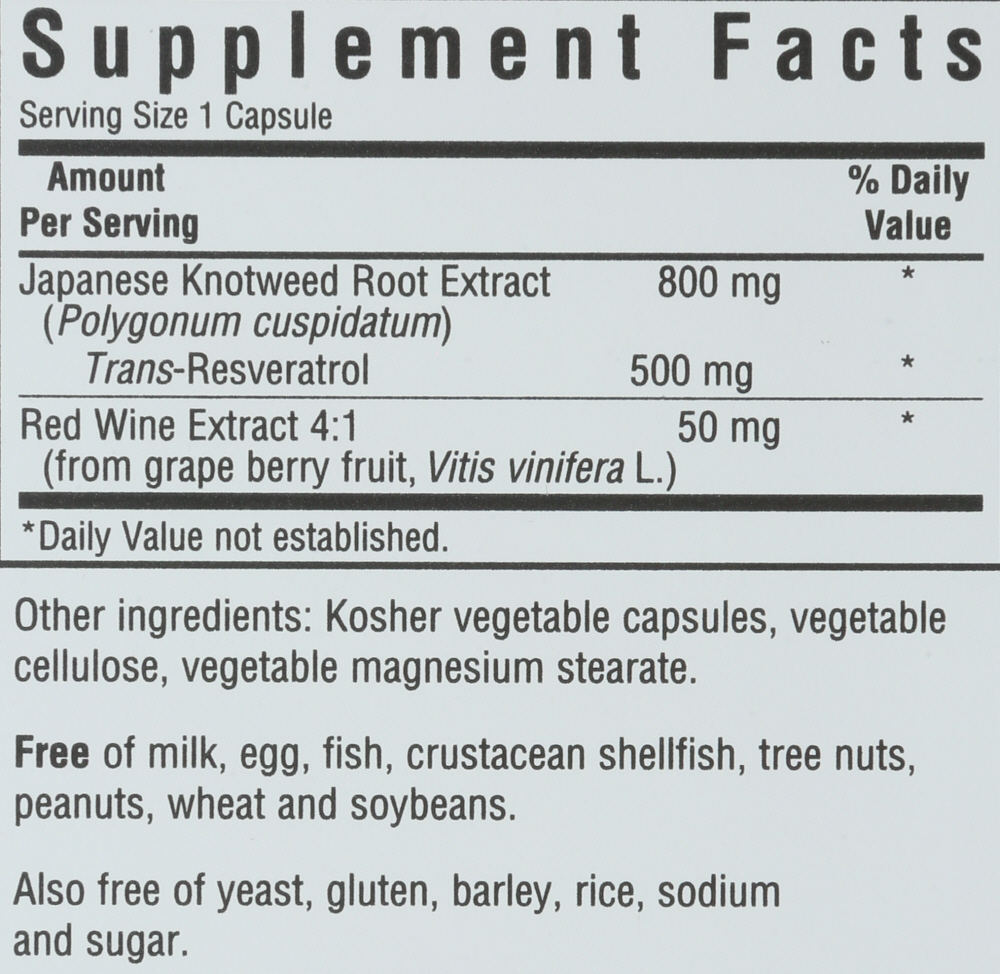 Supplement Facts
Serving Size 1 Capsule
Amount % Daily
Per Serving Value
Japanese Knotweed Root Extract 800 mg *
(Polygonum cuspidatum)
Trans-Resveratrol 500 mg *
Red Wine Extract 4:1 50 mg *
(from grape berry fruit, Vitis vinifera L.)
*Daily Value not established.
Other ingredients: Kosher vegetable capsules, vegetable
cellulose, vegetable magnesium stearate.
Free of milk, egg, fish, crustacean shellfish, tree nuts,
peanuts, wheat and soybeans.
Also free of yeast, gluten, barley, rice, sodium
and sugar.